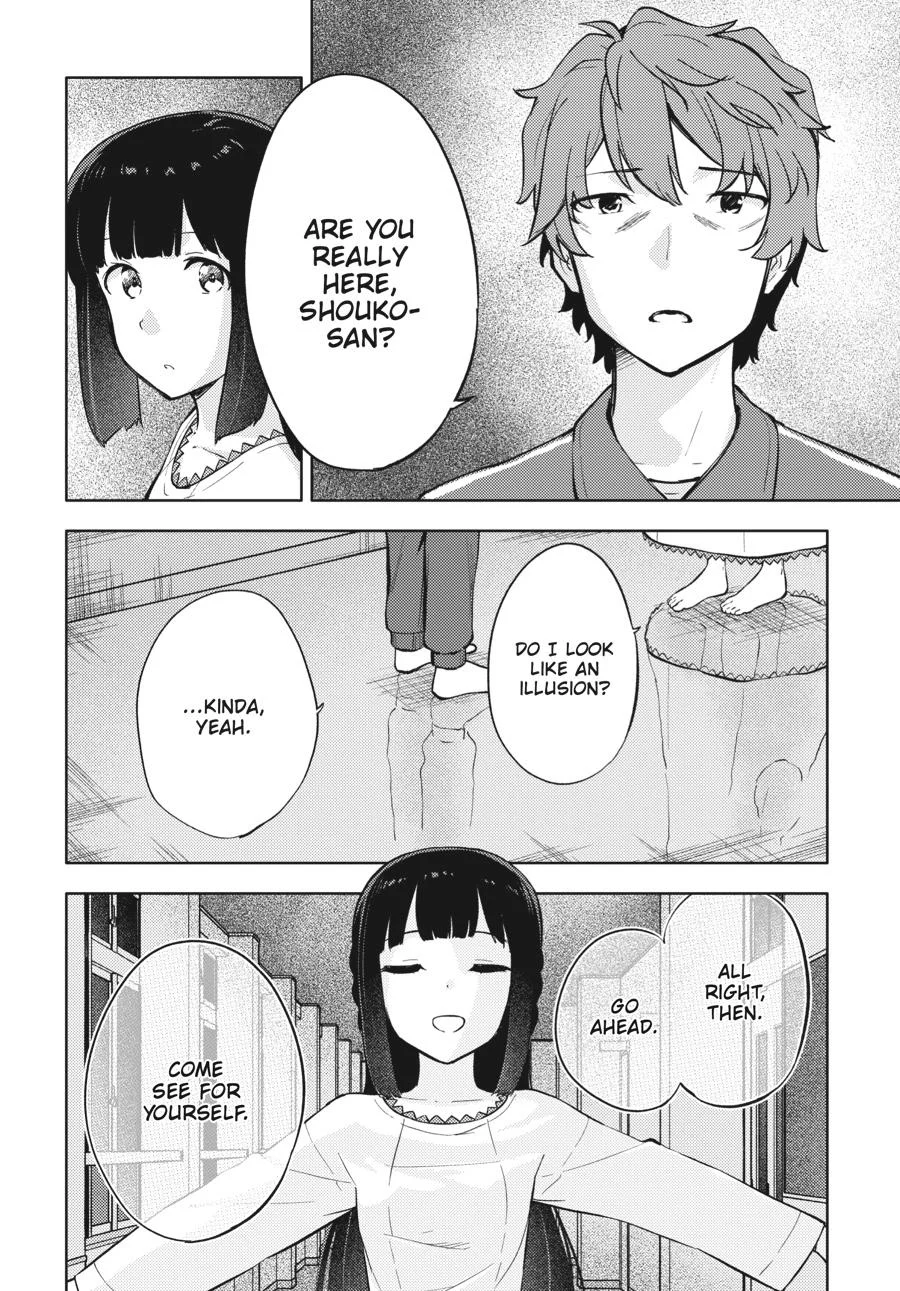 ARE YOU
REALLY
HERE,
SHOUKO-
SAN?
DO I LOOK
LIKE AN
ILLUSION?
...KINDA,
YEAH.
ALL
RIGHT,
THEN.
GO
AHEAD.
COME
SEE FOR
YOURSELF.